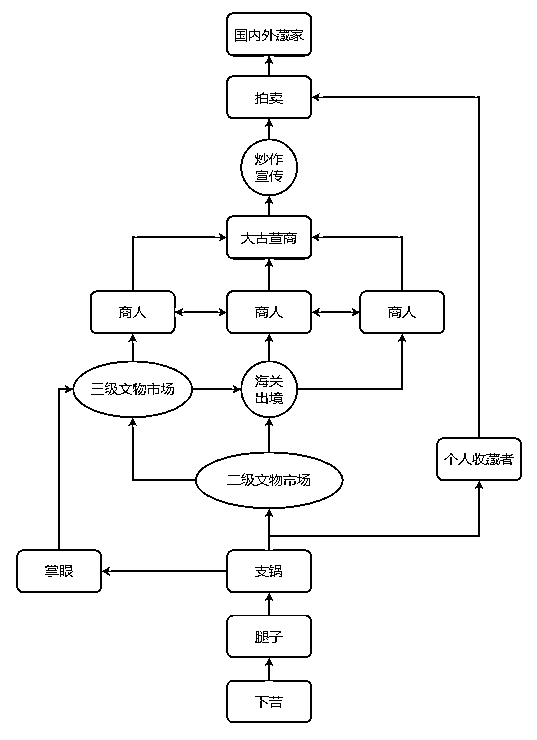 国内外藏家
拍卖
炒作
宣传
大古董商
商人
商人
商人
三级文物市场
海关
出境
二级文物市场
个人收藏者
掌眼
支锅
腿子
下苦